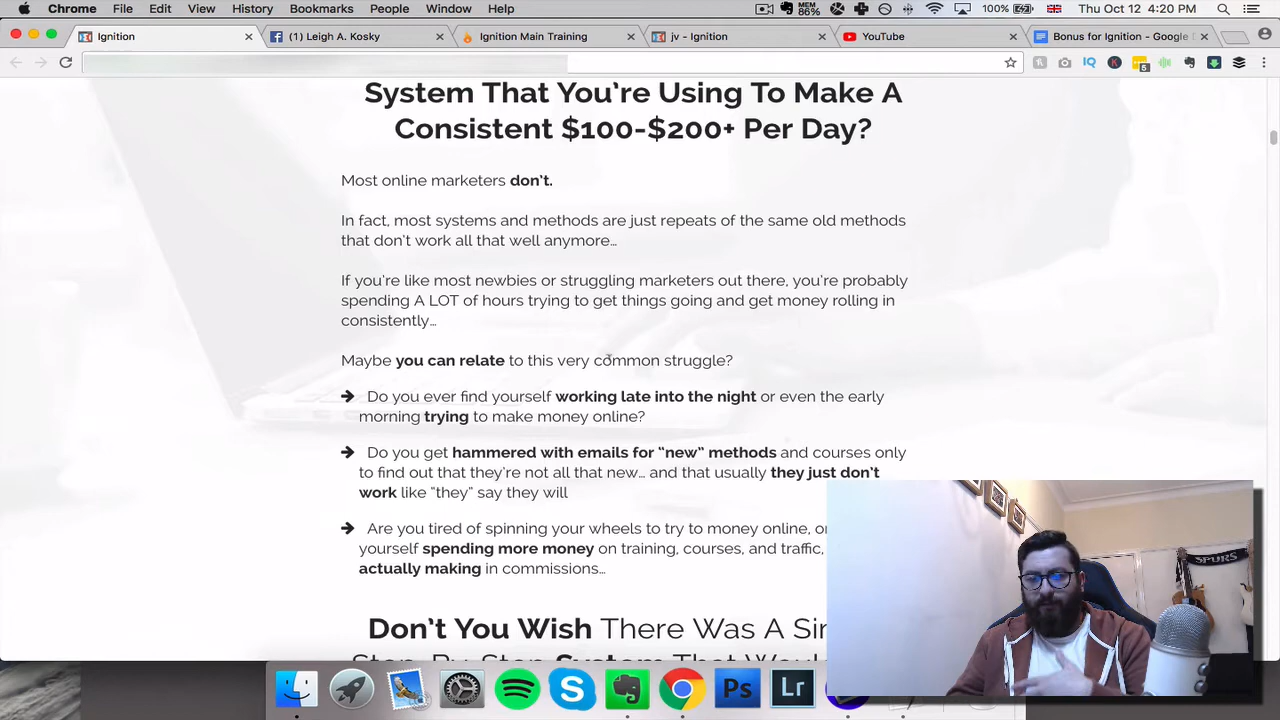 Chrome File Edit View History Bookmarks People Window Help MEM 86% 100% Thu Oct 12 4:20 PM
Ignition (1) Leigh A. Kosky Ignition Main Training jv - Ignition YouTube Bonus for Ignition - Google
System That You're Using To Make A
Consistent $100-$200+ Per Day?
Most online marketers don't.
In fact, most systems and methods are just repeats of the same old methods
that don't work all that well anymore…
If you're like most newbies or struggling marketers out there, you're probably
spending A LOT of hours trying to get things going and get money rolling in
consistently…
Maybe you can relate to this very common struggle?
Do you ever find yourself working late into the night or even the early
morning trying to make money online?
Do you get hammered with emails for “new” methods and courses only
to find out that they're not all that new… and that usually they just don't
work like “they” say they will
Are you tired of spinning your wheels to try to money online, or
yourself spending more money on training, courses, and traffic,
actually making in commissions…
Don't You Wish There Was A Si
Step-By-Step System That Woul
SPURS
Ps Lr